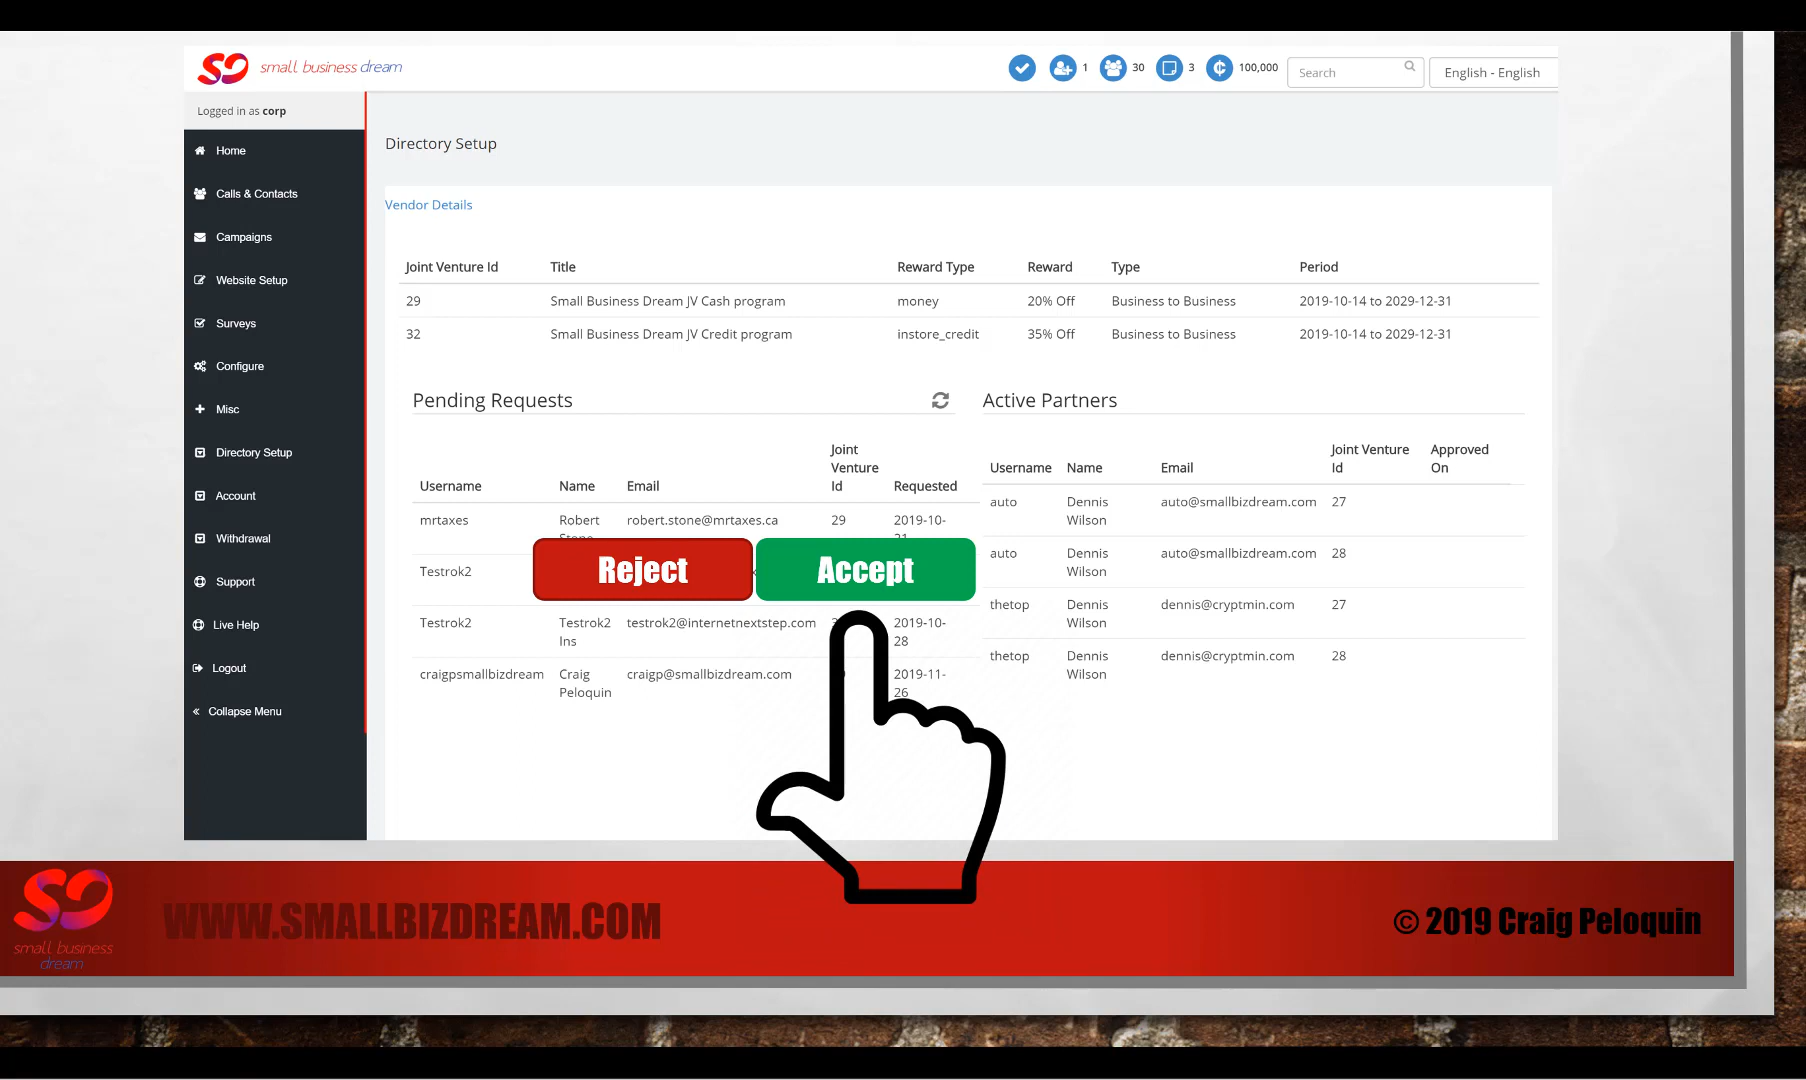 small business dream
1
30
3
100,000
Search
English - English
Logged in as corp
Home
Calls & Contacts
Campaigns
Website Setup
Surveys
Configure
Misc
Directory Setup
Account
Withdrawal
Support
Live Help
Logout
Collapse Menu
Directory Setup
Vendor Details
Joint Venture Id Title Reward Type Reward Type Period
29 Small Business Dream JV Cash program money 20% Off Business to Business 2019-10-14 to 2029-12-31
32 Small Business Dream JV Credit program instore_credit 35% Off Business to Business 2019-10-14 to 2029-12-31
Pending Requests
Joint
Venture
Username Name Email Id Requested
mrtaxes Robert robert.stone@mrtaxes.ca 29 2019-10-
Testrok2
Reject
Accept
Testrok2 Testrok2 testrok2@internetnextstep.com 2019-10-
Ins 28
craigpsmallbizdream Craig craigp@smallbizdream.com 2019-11-
Peloquin 26
Active Partners
Joint Venture Approved
Username Name Email Id On
auto Dennis auto@smallbizdream.com 27
Wilson
auto Dennis auto@smallbizdream.com 28
Wilson
thetop Dennis dennis@cryptmin.com 27
Wilson
thetop Dennis dennis@cryptmin.com 28
Wilson
small business
dream
WWW.SMALLBIZDREAM.COM
© 2019 Craig Peloquin